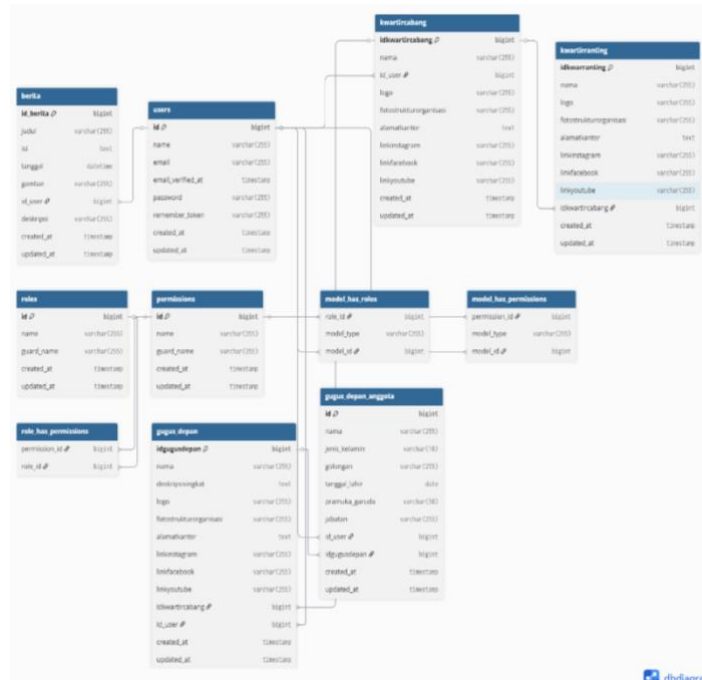 kwartircabang
idkwartircabang bigint
nama varchar(255)
id_user bigint
logo varchar(255)
fotostrukturorganisasi varchar(255)
alamatkantor text
linkinstagram varchar(255)
linkfacebook varchar(255)
linkyoutube varchar(255)
created_at timestamp
updated_at timestamp
kwartirranting
idkwarranting bigint
nama varchar(255)
logo varchar(255)
fotostrukturorganisasi varchar(255)
alamatkantor text
linkinstagram varchar(255)
linkfacebook varchar(255)
linkyoutube varchar(255)
idkwartircabang bigint
created_at timestamp
updated_at timestamp
berita
id_berita bigint
judul varchar(255)
isi text
tanggal datetime
gambar varchar(255)
id_user bigint
deskripsi varchar(255)
created_at timestamp
updated_at timestamp
users
id bigint
name varchar(255)
email varchar(255)
email_verified_at timestamp
password varchar(255)
remember_token varchar(255)
created_at timestamp
updated_at timestamp
roles
id bigint
name varchar(255)
guard_name varchar(255)
created_at timestamp
updated_at timestamp
permissions
id bigint
name varchar(255)
guard_name varchar(255)
created_at timestamp
updated_at timestamp
model_has_roles
role_id bigint
model_type varchar(255)
model_id bigint
model_has_permissions
permission_id bigint
model_type varchar(255)
model_id bigint
role_has_permissions
permission_id bigint
role_id bigint
gugus_depan
idgugusdepan bigint
nama varchar(255)
deskripsisingkat text
logo varchar(255)
fotostrukturorganisasi varchar(255)
alamatkantor text
linkinstagram varchar(255)
linkfacebook varchar(255)
linkyoutube varchar(255)
idkwartircabang bigint
id_user bigint
created_at timestamp
updated_at timestamp
gugus_depan_anggota
id bigint
nama varchar(255)
jenis_kelamin varchar(10)
golongan varchar(255)
tanggal_lahir date
pramuka_garuda varchar(50)
jabatan varchar(255)
id_user bigint
idgugusdepan bigint
created_at timestamp
updated_at timestamp